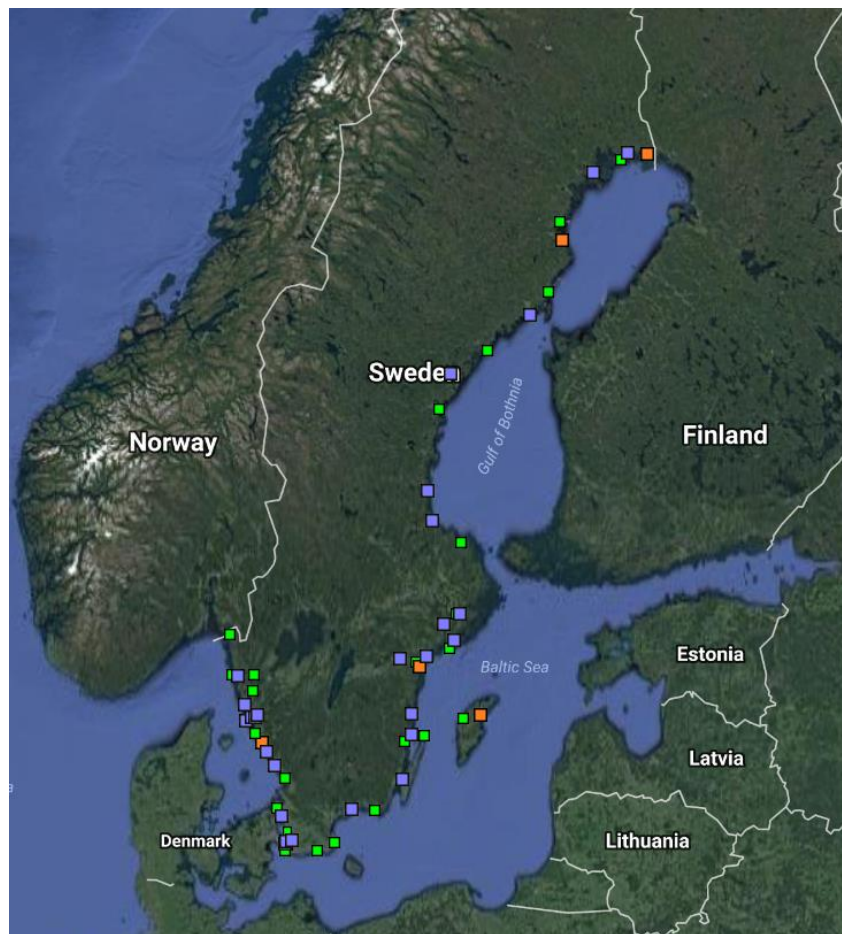 Swede
Norway
Finland
Gulf of Bothnia
Baltic Sea
Estonia
Latvia
Denmark
Lithuania